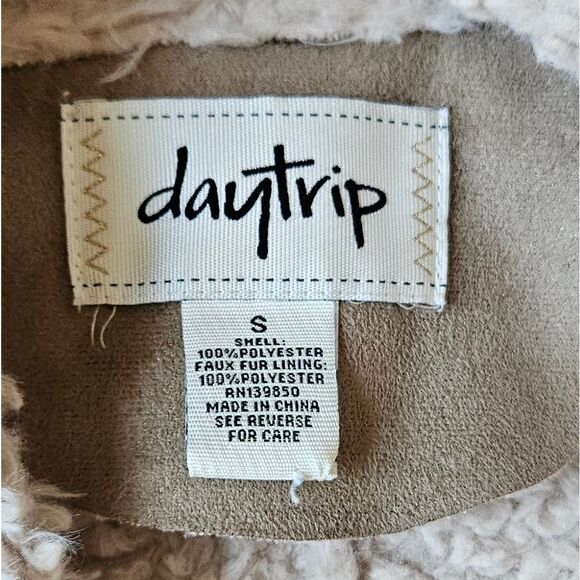 daytrip
S
SHELL:
100%POLYESTER
FAUX FUR LINING:
100%POLYESTER
RN139850
MADE IN CHINA
SEE REVERSE
FOR CARE